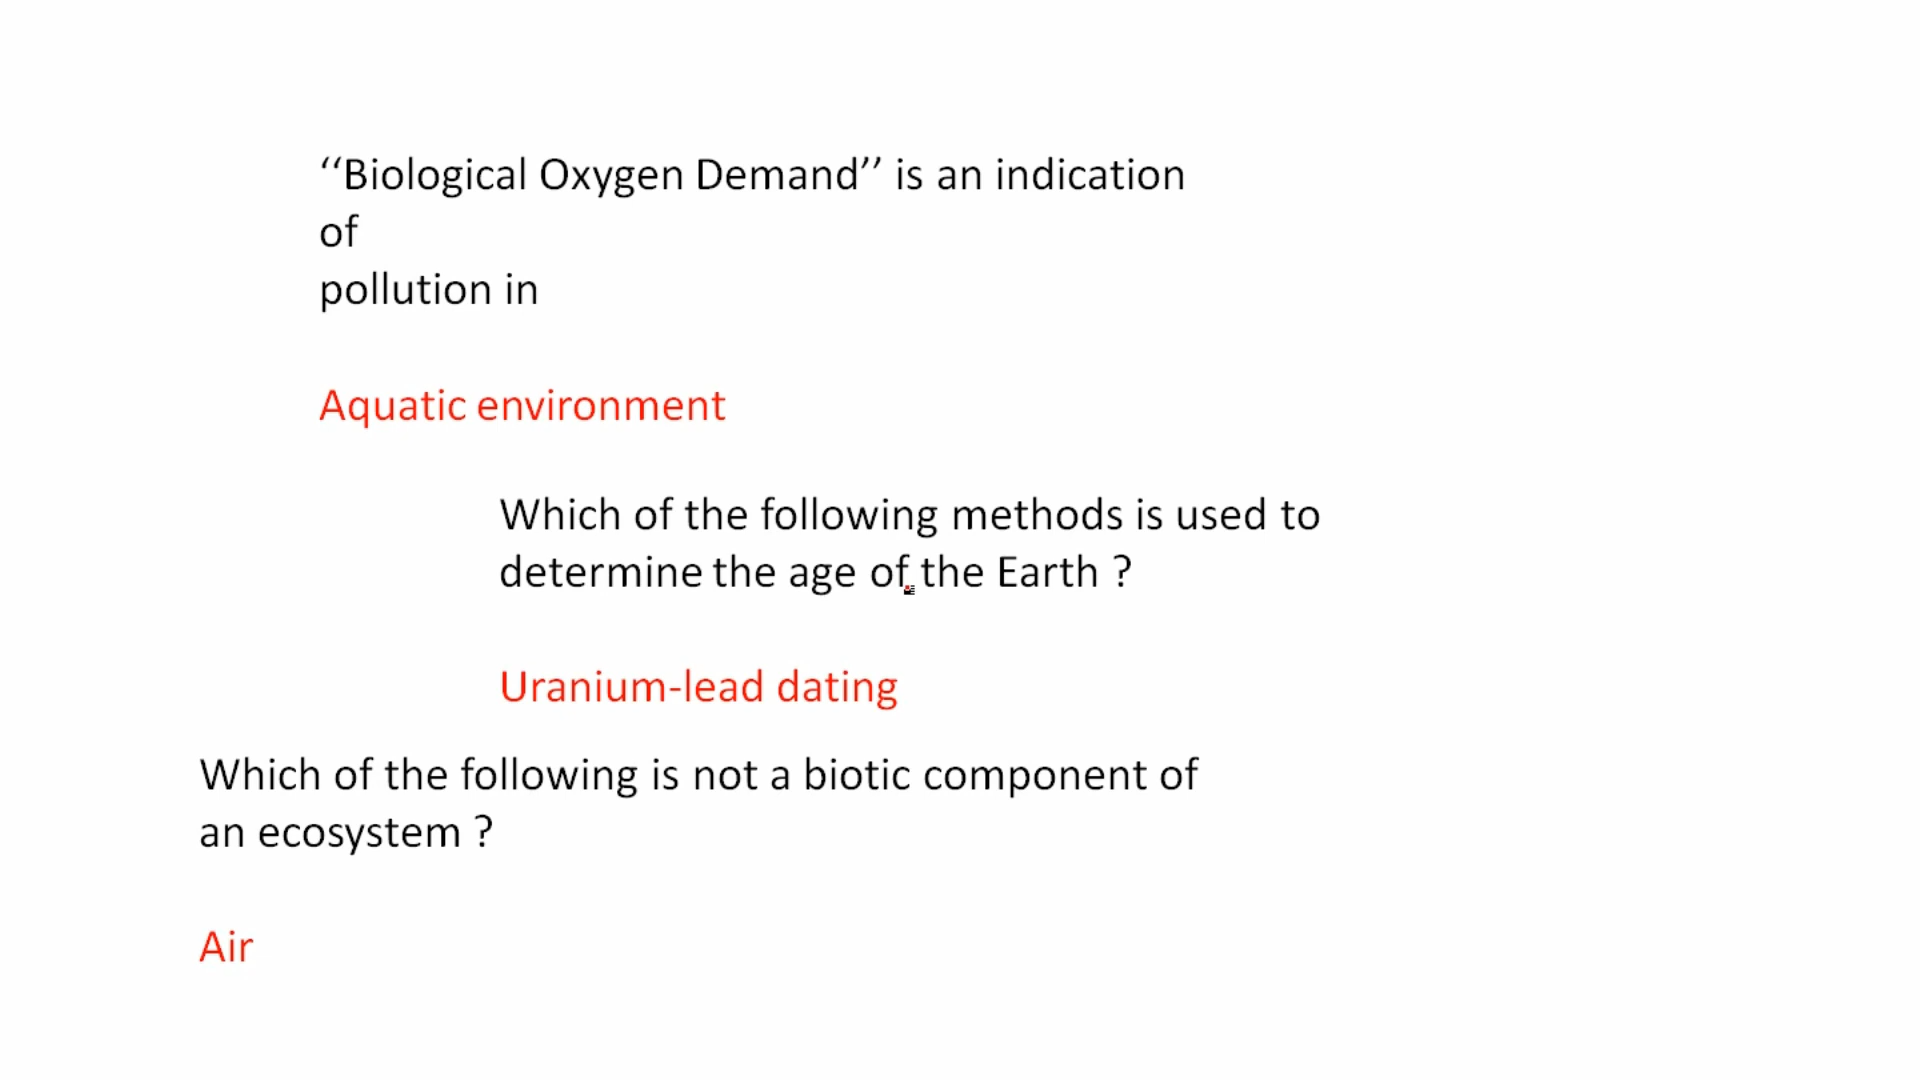 ‘‘Biological Oxygen Demand’’ is an indication
of
pollution in
Aquatic environment
Which of the following methods is used to
determine the age of the Earth ?
Uranium-lead dating
Which of the following is not a biotic component of
an ecosystem ?
Air